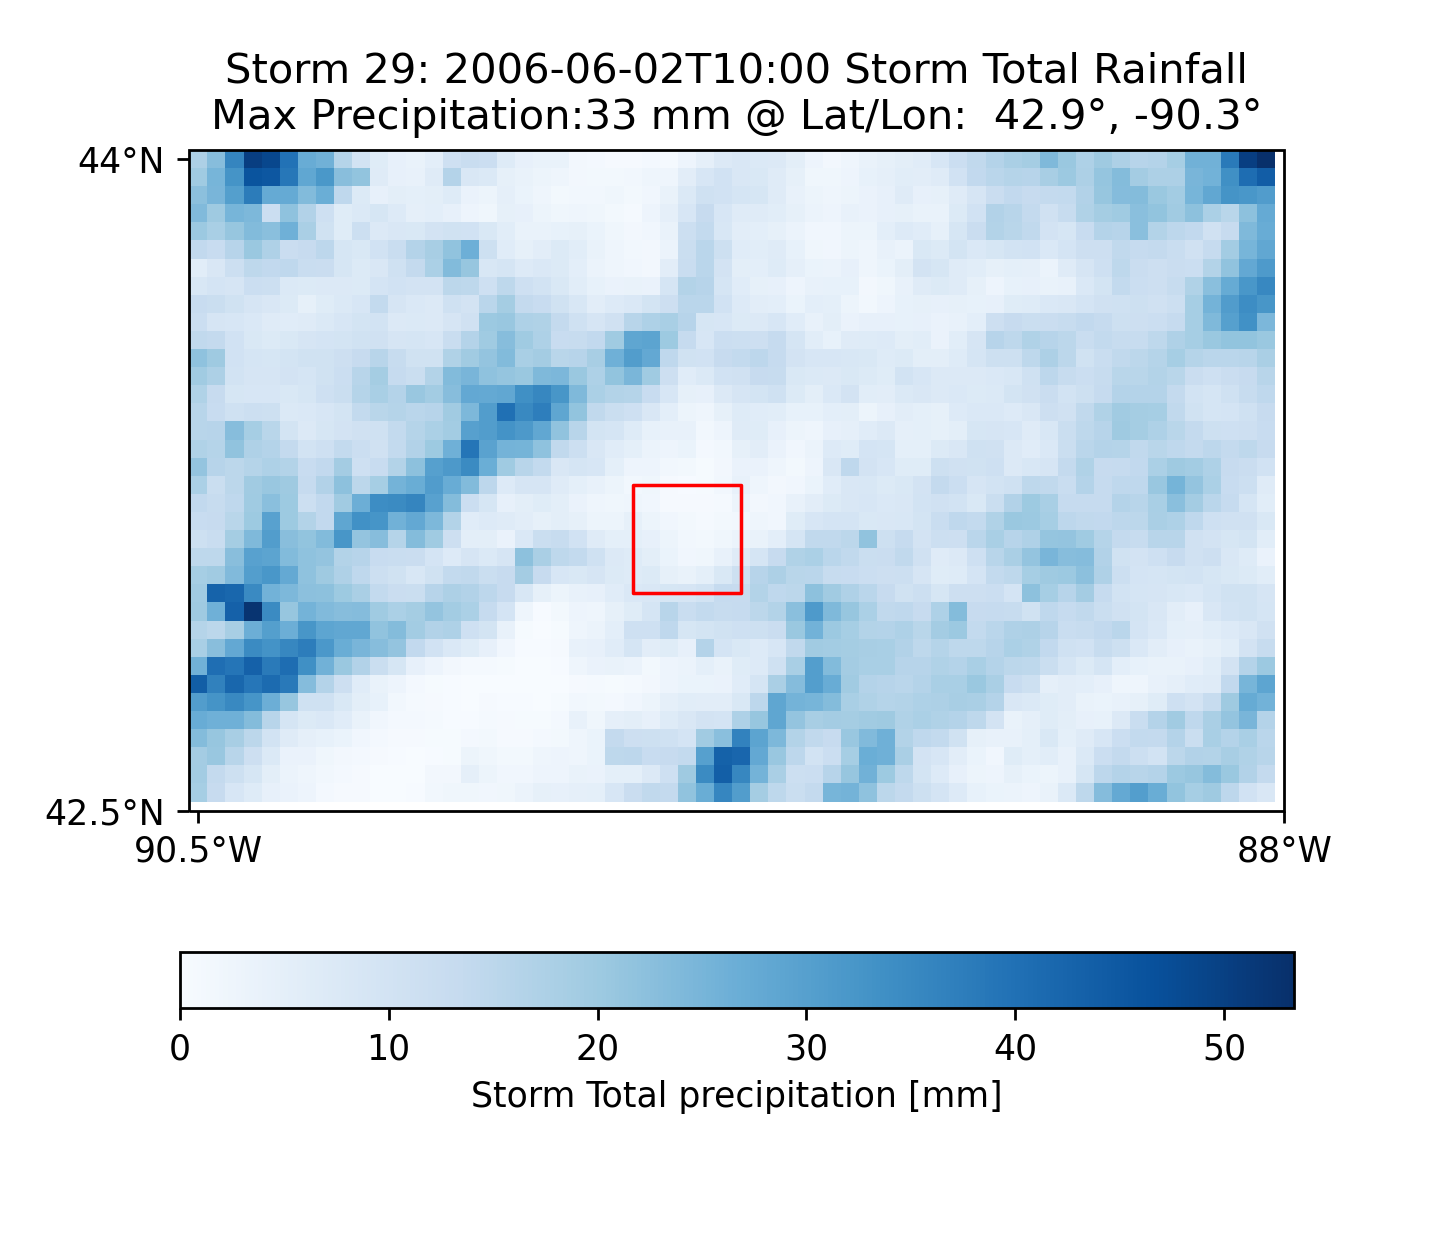 Storm 29: 2006-06-02T10:00 Storm Total Rainfall
Max Precipitation:33 mm @ Lat/Lon:  42.9°, -90.3°
44°N
42.5°N
90.5°W 88°W
0 10 20 30 40 50
Storm Total precipitation [mm]